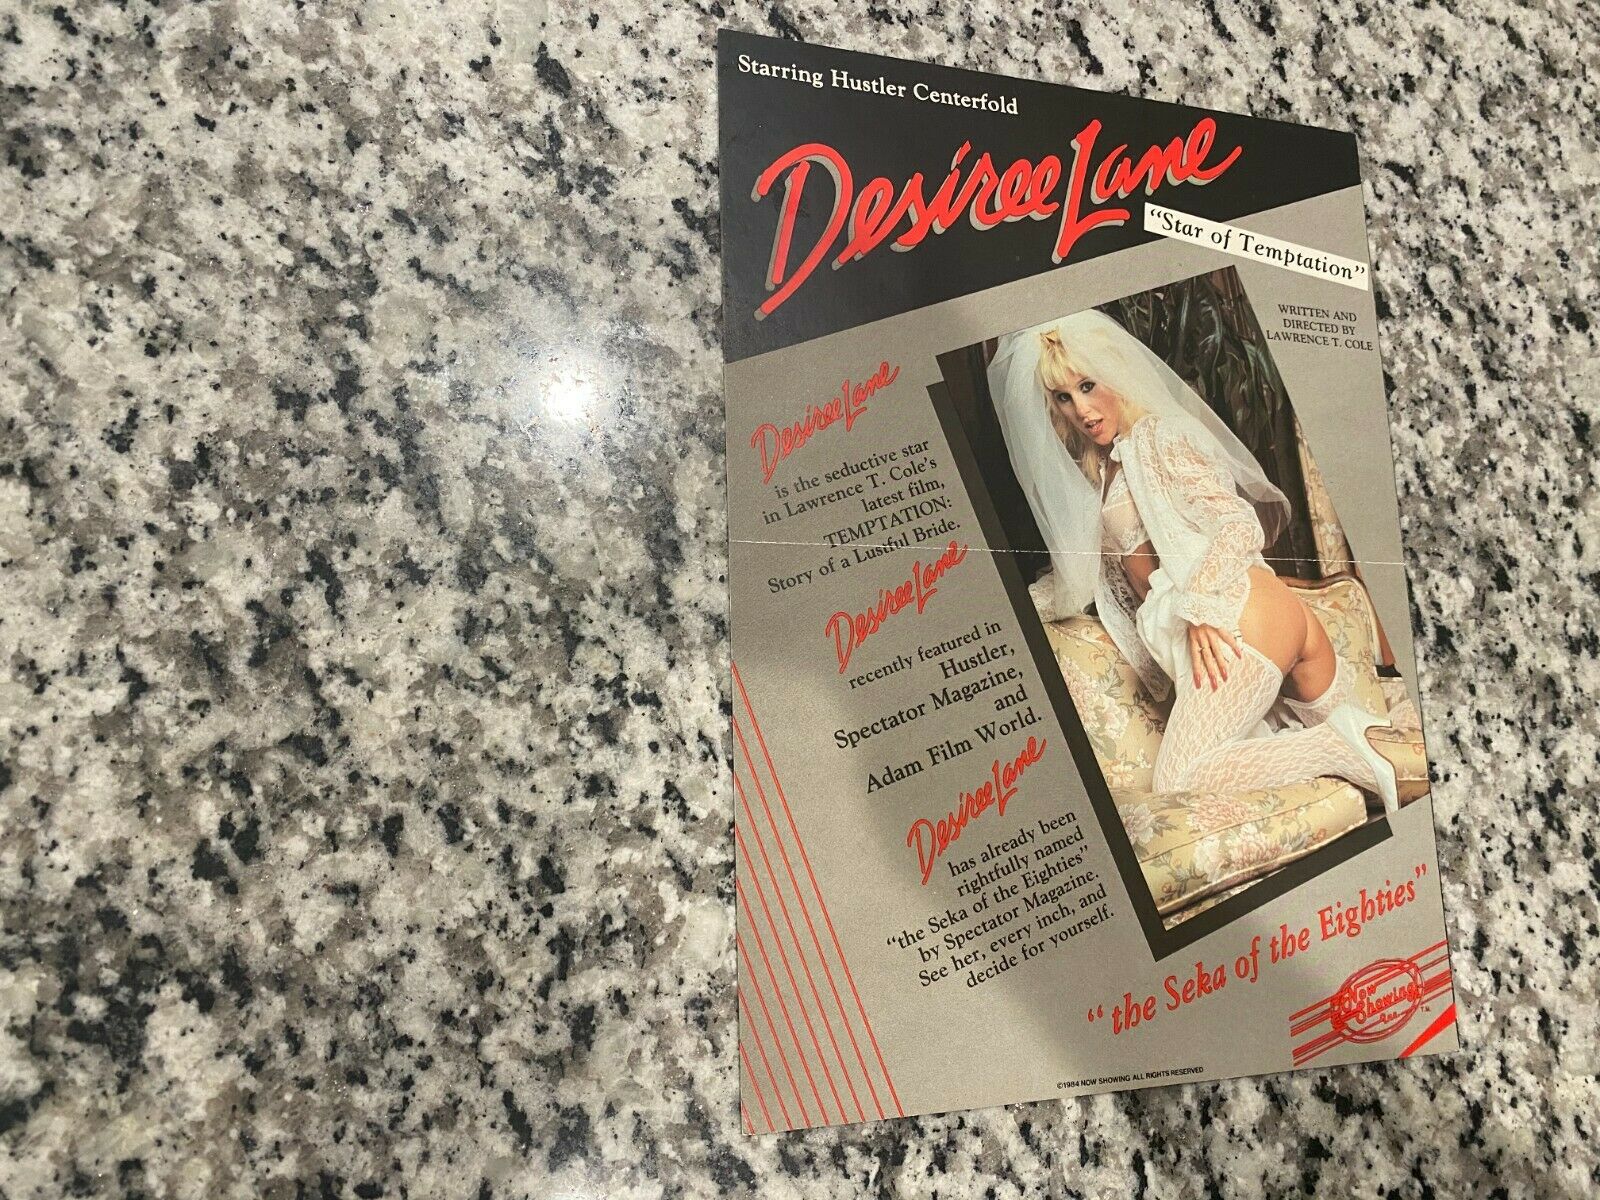 Starring Hustler Centerfold
Desiree Lane
"Star of Temptation"
WRITTEN AND
DIRECTED BY
LAWRENCE T. COLE
Desiree Lane
is the seductive star
in Lawrence T. Cole's
latest film,
TEMPTATION:
Story of a Lustful Bride.
Desiree Lane
recently featured in
Hustler,
Spectator Magazine,
and
Adam Film World.
Desiree Lane
has already been
rightfully named
"the Seka of the Eighties"
by Spectator Magazine.
See her, every inch, and
decide for yourself.
"the Seka of the Eighties"
Now
Showing
Inc.
T.M.
©1984 NOW SHOWING ALL RIGHTS RESERVED